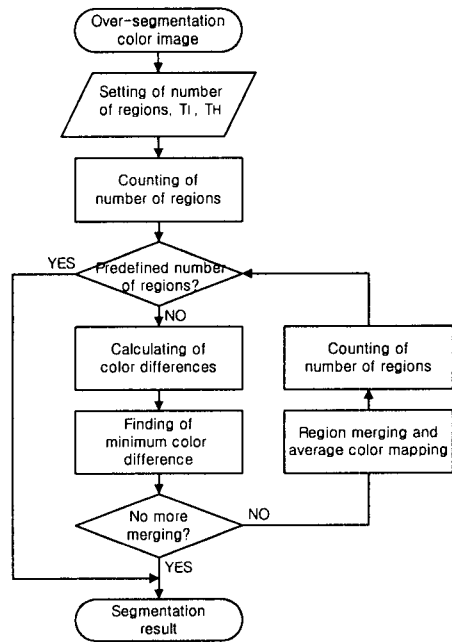 Over-segmentation
color image
Setting of number
of regions, TI, TH
Counting of
number of regions
YES
Predefined number
of regions?
NO
Calculating of
color differences
Counting of
number of regions
Finding of
minimum color
difference
Region merging and
average color mapping
No more
merging?
NO
YES
Segmentation
result